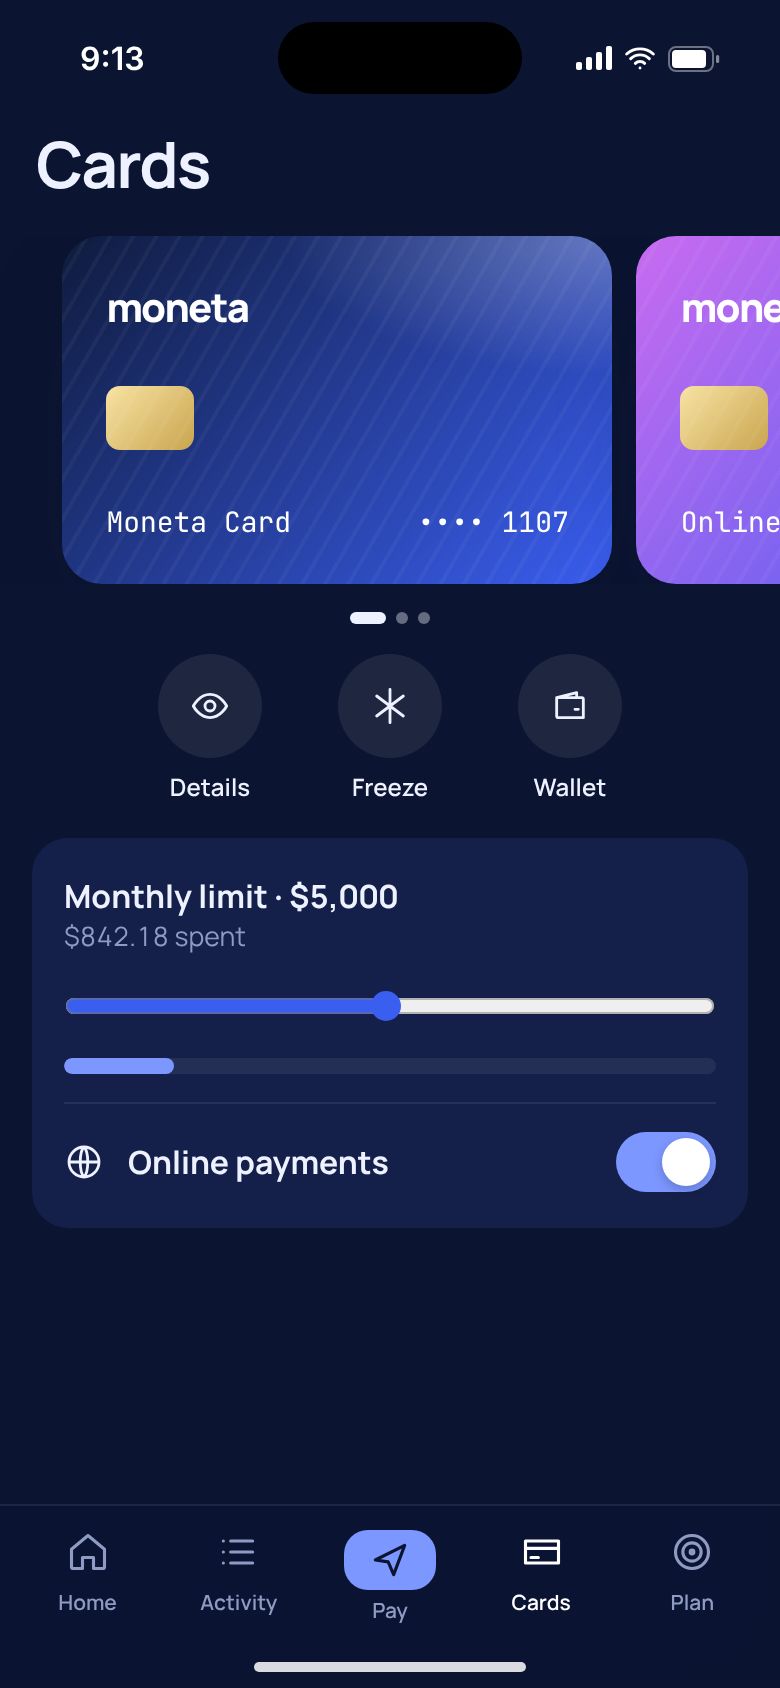 9:13
Cards
moneta
mone
Moneta Card •••• 1107
Online
Details
Freeze
Wallet
Monthly limit · $5,000
$842.18 spent
Online payments
Home
Activity
Pay
Cards
Plan